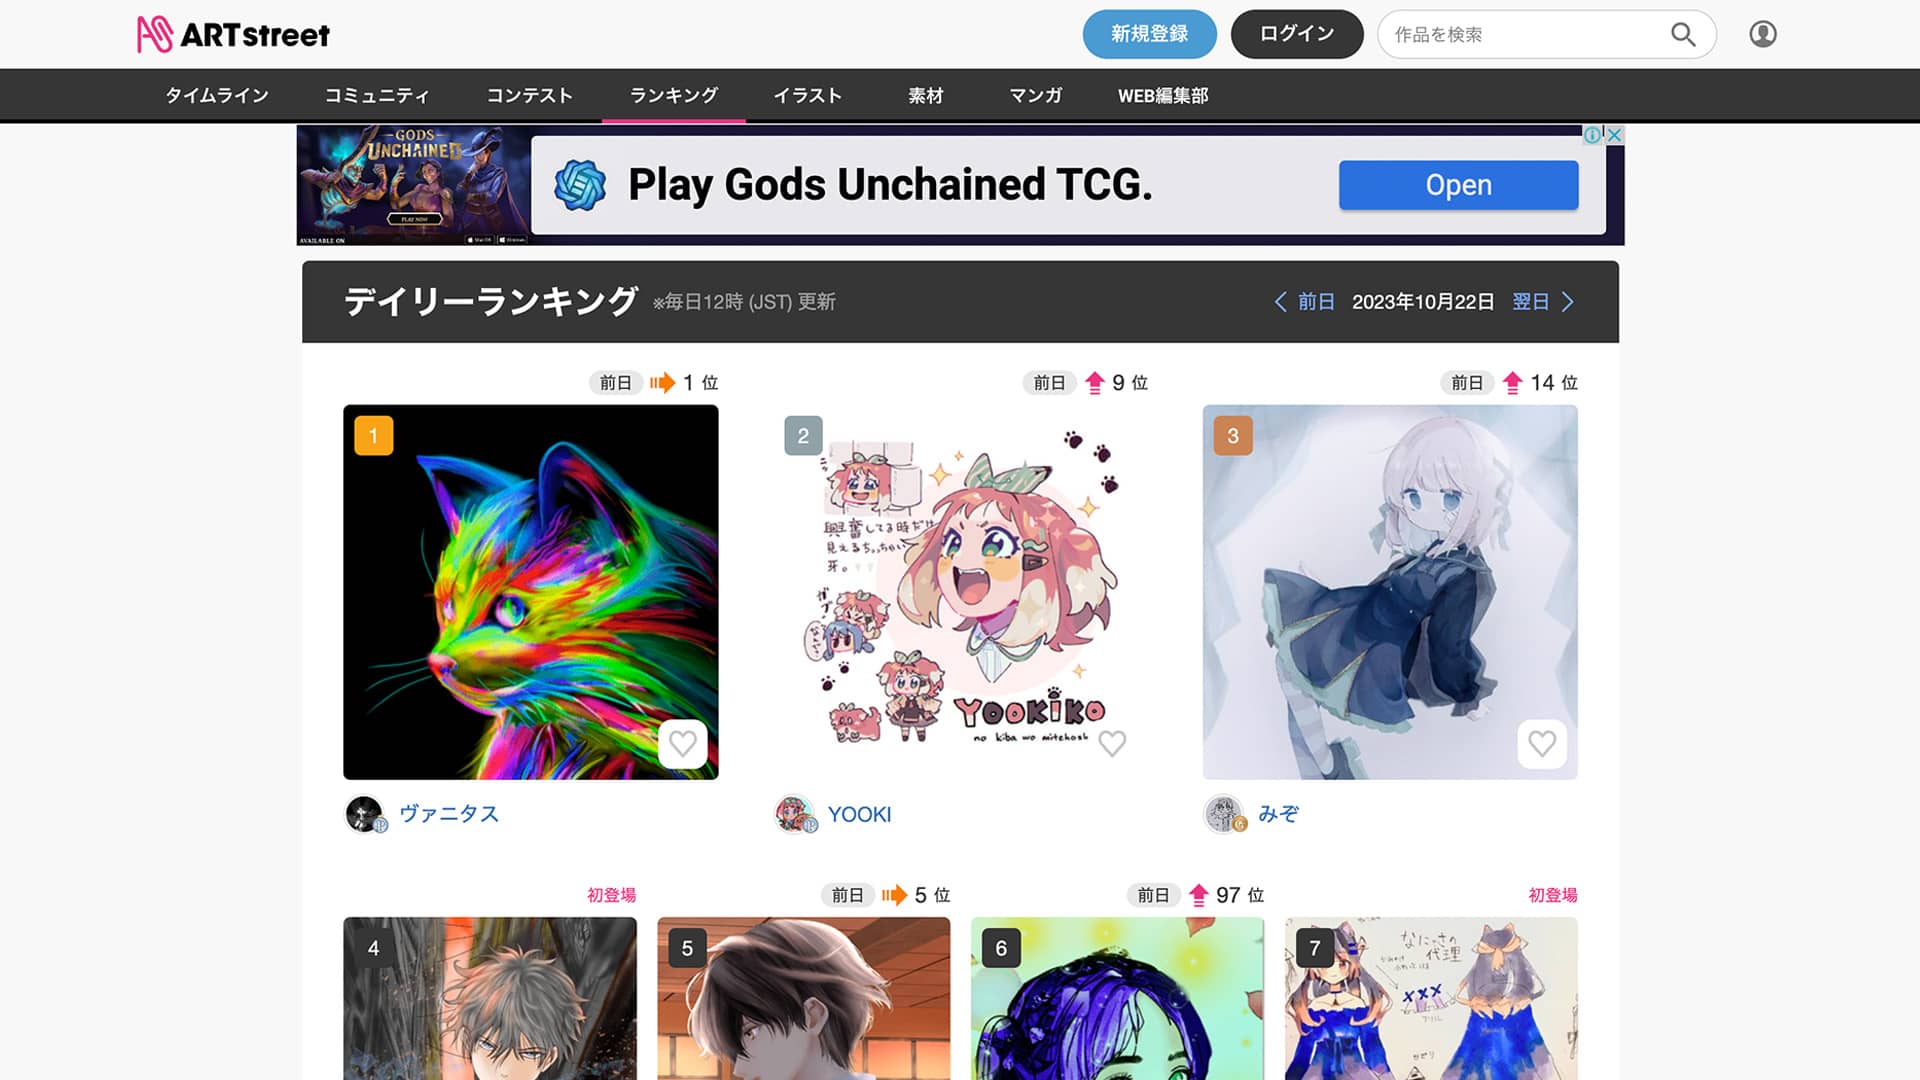 ARTstreet
新規登録
ログイン
作品を検索
タイムライン
コミュニティ
コンテスト
ランキング
イラスト
素材
マンガ
WEB編集部
GODS
UNCHAINED
PLAY NOW
AVAILABLE ON
Play Gods Unchained TCG.
Open
デイリーランキング ※毎日12時 (JST) 更新
前日 2023年10月22日 翌日
前日 1 位
前日 9 位
前日 14 位
1
2
3
興奮してる時だけ
見えるちっちゃい
牙。
YOOKiKO
no kiba wo mitehosh
ヴァニタス
YOOKI
みぞ
初登場
前日 5 位
前日 97 位
初登場
4
5
6
7
なにさの
代理
XXX
フリル